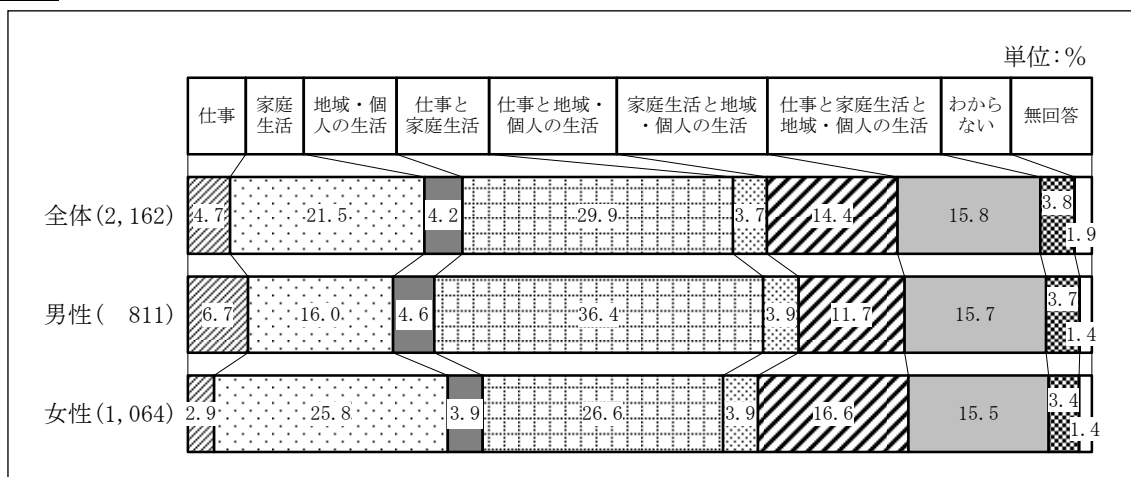 単位:%
仕事
家庭
生活
地域・個
人の生活
仕事と
家庭生活
仕事と地域・
個人の生活
家庭生活と地域
・個人の生活
仕事と家庭生活と
地域・個人の生活
わから
ない
無回答
全体(2,162) 4.7 21.5 4.2 29.9 3.7 14.4 15.8 3.8 1.9
男性( 811) 6.7 16.0 4.6 36.4 3.9 11.7 15.7 3.7 1.4
女性(1,064) 2.9 25.8 3.9 26.6 3.9 16.6 15.5 3.4 1.4